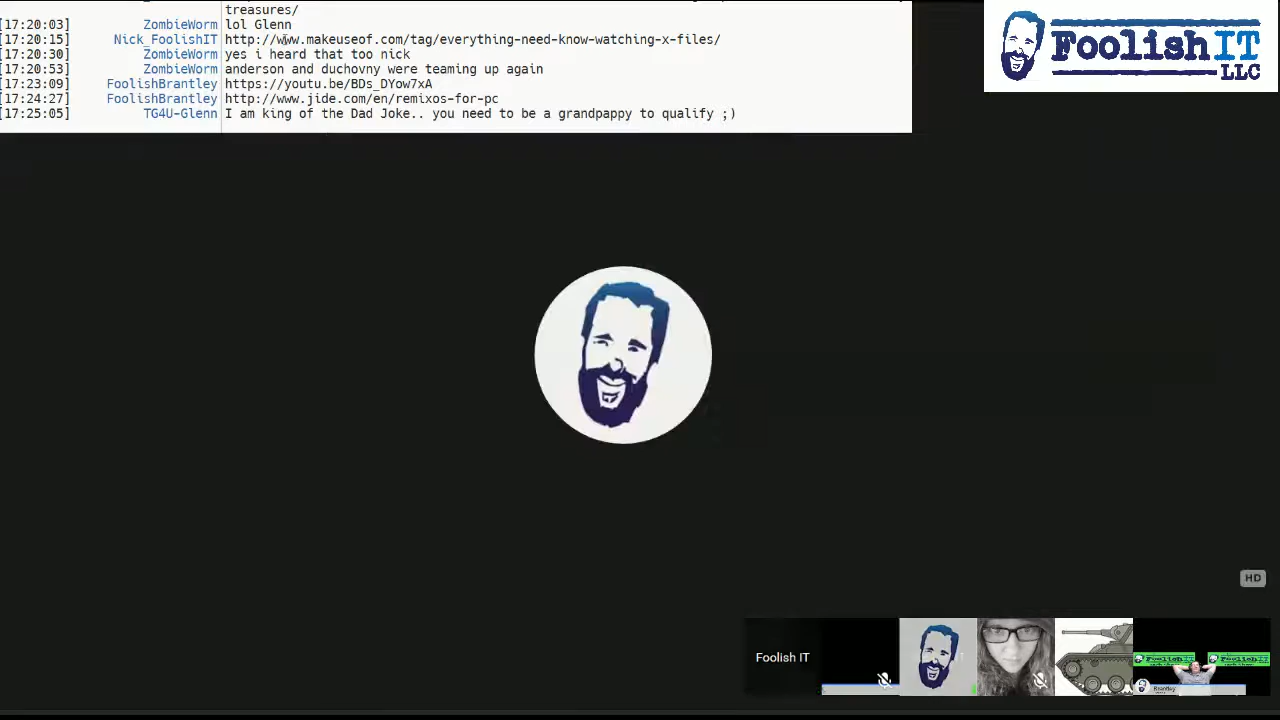 treasures/
[17:20:03] ZombieWorm lol Glenn
[17:20:15] Nick_FoolishIT http://www.makeuseof.com/tag/everything-need-know-watching-x-files/
[17:20:30] ZombieWorm yes i heard that too nick
[17:20:53] ZombieWorm anderson and duchovny were teaming up again
[17:23:09] FoolishBrantley https://youtu.be/BDs_DYow7xA
[17:24:27] FoolishBrantley http://www.jide.com/en/remixos-for-pc
[17:25:05] TG4U-Glenn I am king of the Dad Joke.. you need to be a grandpappy to qualify ;)
FoolishIT
LLC
HD
Foolish IT
FoolishIT
FoolishIT
Brantley